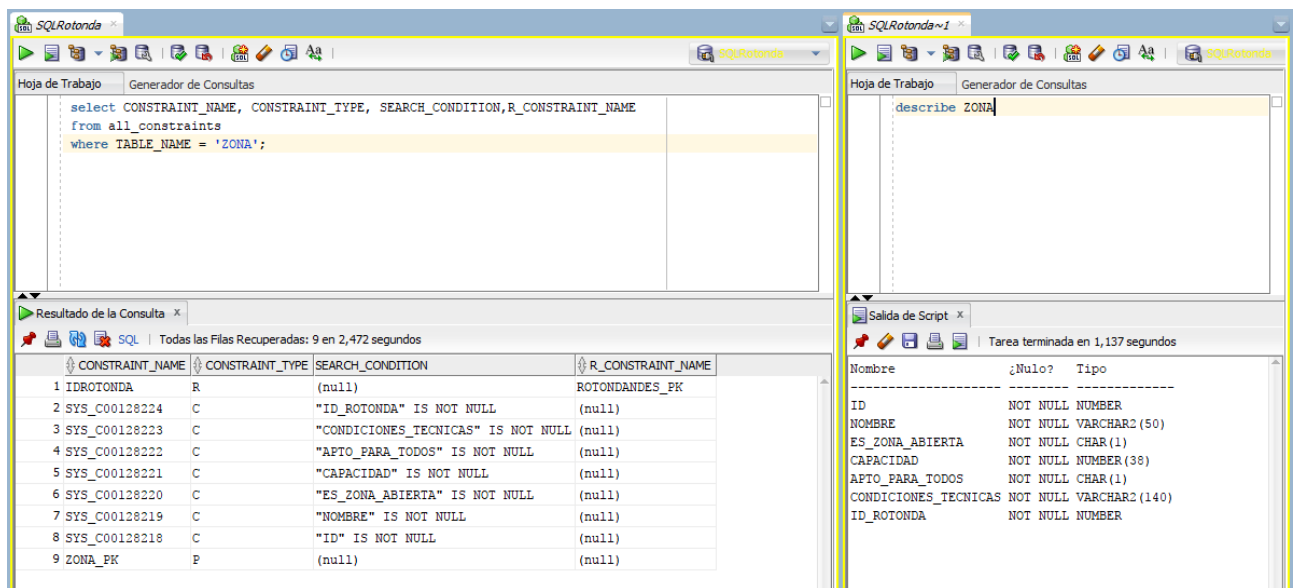 SQLRotonda
Hoja de Trabajo Generador de Consultas
select CONSTRAINT_NAME, CONSTRAINT_TYPE, SEARCH_CONDITION,R_CONSTRAINT_NAME
from all_constraints
where TABLE_NAME = 'ZONA';
Resultado de la Consulta x
SQL | Todas las Filas Recuperadas: 9 en 2,472 segundos
CONSTRAINT_NAME CONSTRAINT_TYPE SEARCH_CONDITION R_CONSTRAINT_NAME
1 IDROTONDA R (null) ROTONDANDES_PK
2 SYS_C00128224 C "ID_ROTONDA" IS NOT NULL (null)
3 SYS_C00128223 C "CONDICIONES_TECNICAS" IS NOT NULL (null)
4 SYS_C00128222 C "APTO_PARA_TODOS" IS NOT NULL (null)
5 SYS_C00128221 C "CAPACIDAD" IS NOT NULL (null)
6 SYS_C00128220 C "ES_ZONA_ABIERTA" IS NOT NULL (null)
7 SYS_C00128219 C "NOMBRE" IS NOT NULL (null)
8 SYS_C00128218 C "ID" IS NOT NULL (null)
9 ZONA_PK P (null) (null)
SQLRotonda~1
Hoja de Trabajo Generador de Consultas
describe ZONA
Salida de Script x
Tarea terminada en 1,137 segundos
Nombre ¿Nulo? Tipo
-------------------- -------- -------------
ID NOT NULL NUMBER
NOMBRE NOT NULL VARCHAR2(50)
ES_ZONA_ABIERTA NOT NULL CHAR(1)
CAPACIDAD NOT NULL NUMBER(38)
APTO_PARA_TODOS NOT NULL CHAR(1)
CONDICIONES_TECNICAS NOT NULL VARCHAR2(140)
ID_ROTONDA NOT NULL NUMBER